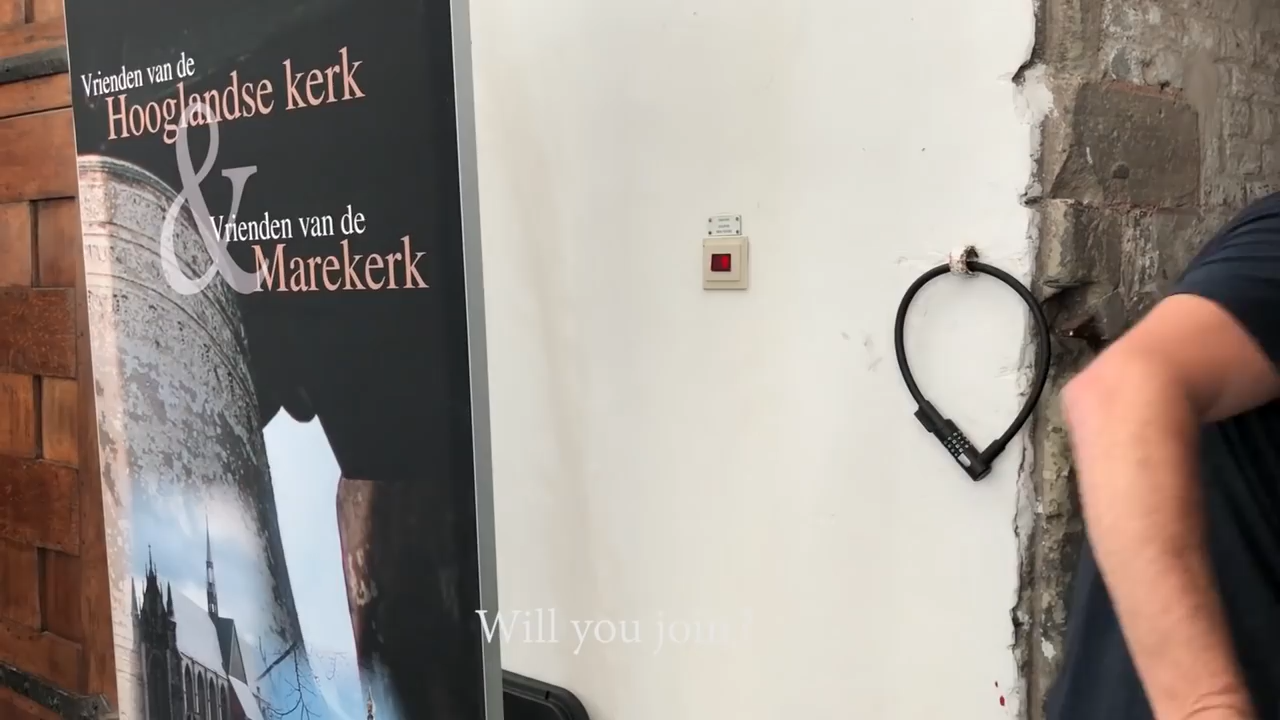 Vrienden van de
Hooglandse kerk
&
Vrienden van de
Marekerk
Will you join?